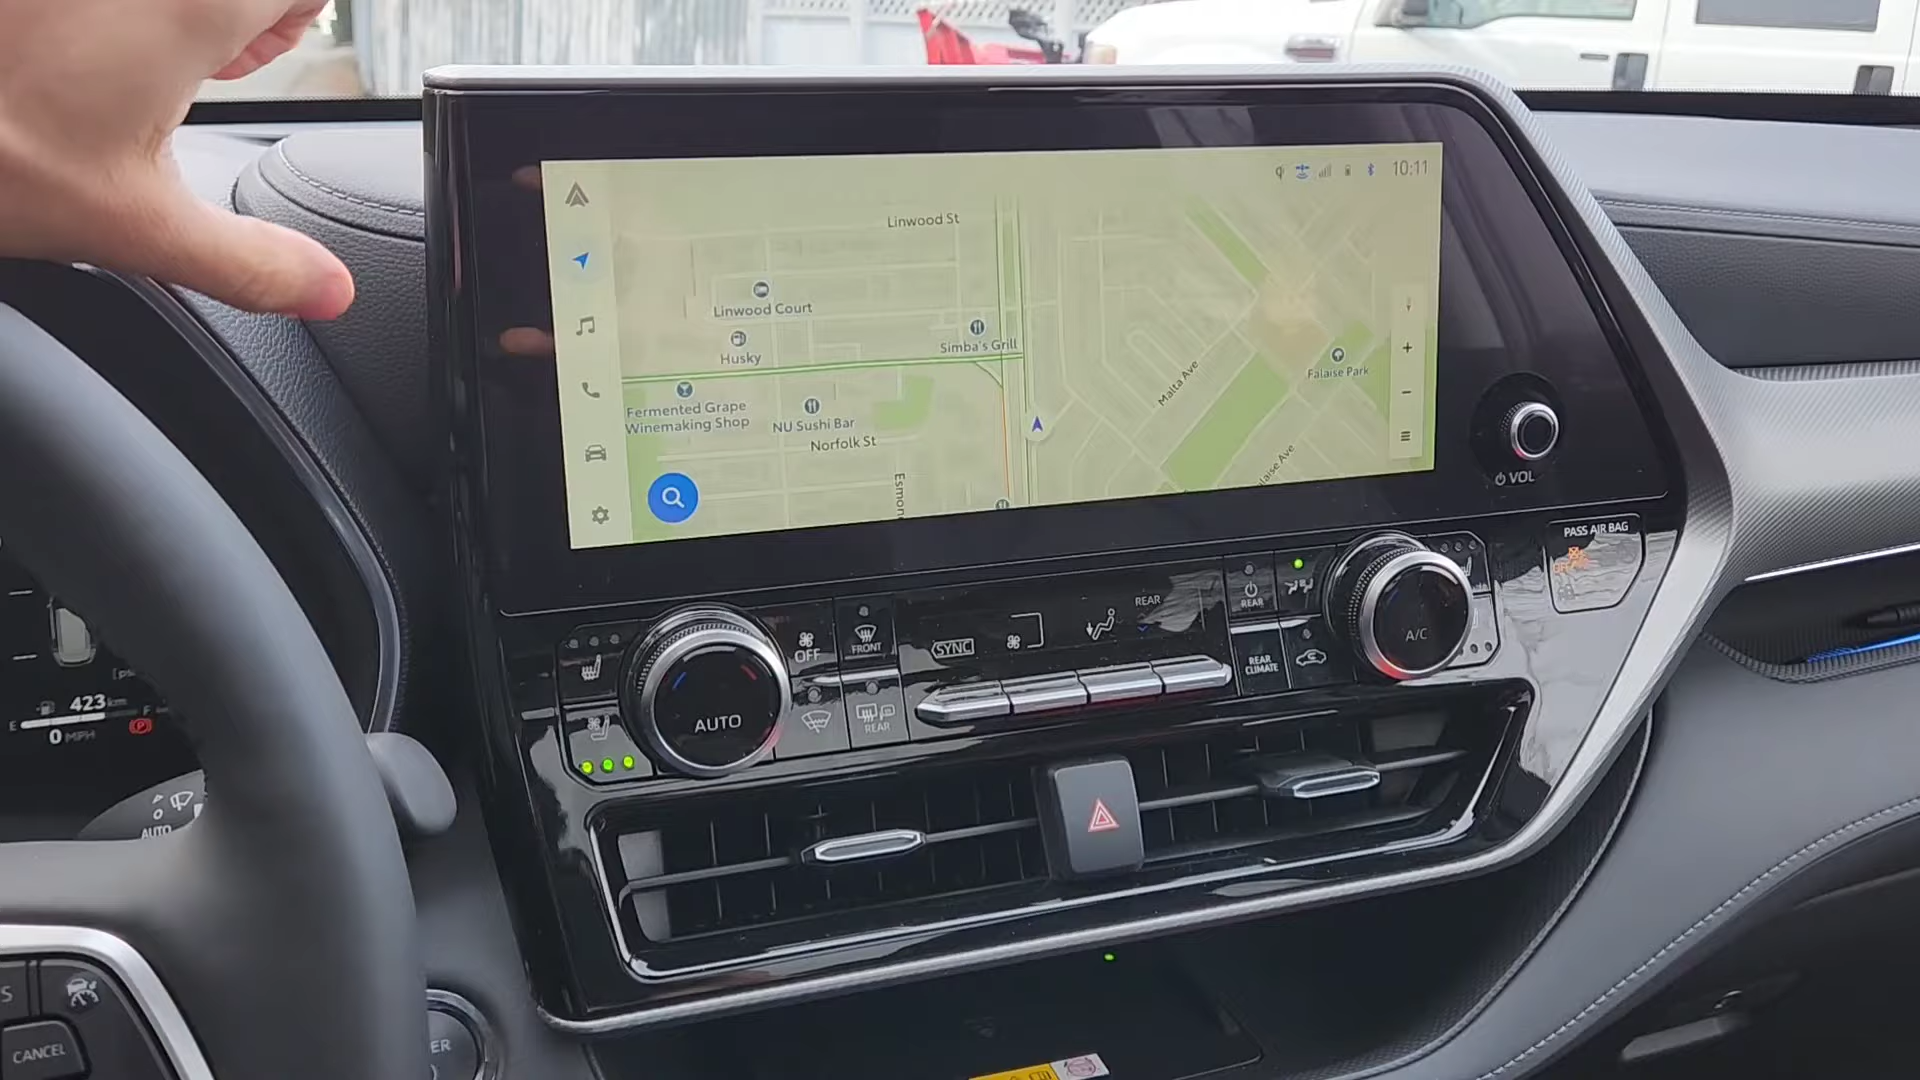 10:11
Linwood St
Linwood Court
Husky
Simba's Grill
Malta Ave
Falaise Park
Fermented Grape
Winemaking Shop
NU Sushi Bar
Norfolk St
VOL
PASS AIR BAG
OFF
FRONT
SYNC
REAR
REAR
A/C
REAR
CLIMATE
AUTO
REAR
423 km
E
F
0 MPH
P
AUTO
CANCEL